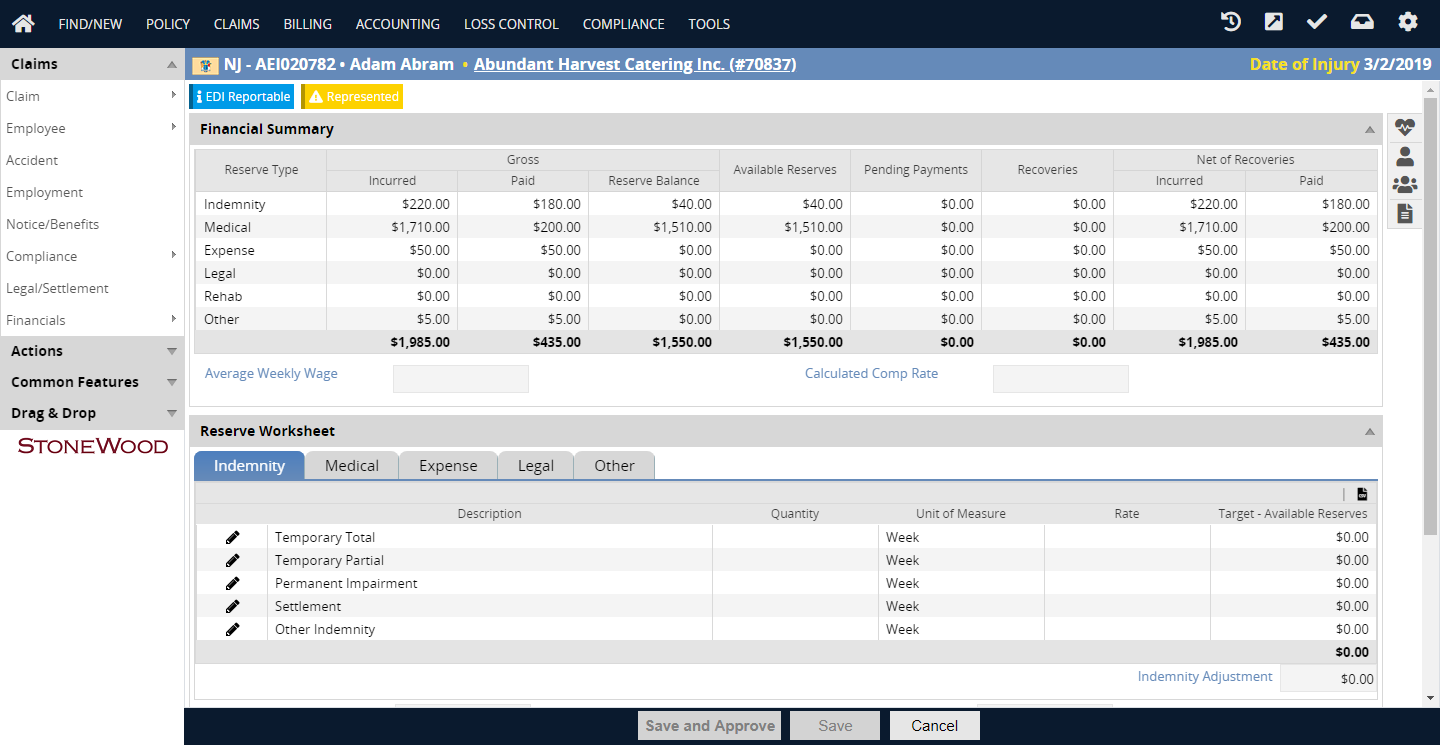 FIND/NEW POLICY CLAIMS BILLING ACCOUNTING LOSS CONTROL COMPLIANCE TOOLS
Claims
Claim
Employee
Accident
Employment
Notice/Benefits
Compliance
Legal/Settlement
Financials
Actions
Common Features
Drag & Drop
STONEWOOD
NJ - AEI020782 • Adam Abram • Abundant Harvest Catering Inc. (#70837) Date of Injury 3/2/2019
EDI Reportable Represented
Financial Summary
Reserve Type Gross Available Reserves Pending Payments Recoveries Net of Recoveries
Incurred Paid Reserve Balance Incurred Paid
Indemnity $220.00 $180.00 $40.00 $40.00 $0.00 $0.00 $220.00 $180.00
Medical $1,710.00 $200.00 $1,510.00 $1,510.00 $0.00 $0.00 $1,710.00 $200.00
Expense $50.00 $50.00 $0.00 $0.00 $0.00 $0.00 $50.00 $50.00
Legal $0.00 $0.00 $0.00 $0.00 $0.00 $0.00 $0.00 $0.00
Rehab $0.00 $0.00 $0.00 $0.00 $0.00 $0.00 $0.00 $0.00
Other $5.00 $5.00 $0.00 $0.00 $0.00 $0.00 $5.00 $5.00
$1,985.00 $435.00 $1,550.00 $1,550.00 $0.00 $0.00 $1,985.00 $435.00
Average Weekly Wage Calculated Comp Rate
Reserve Worksheet
Indemnity Medical Expense Legal Other
Description Quantity Unit of Measure Rate Target - Available Reserves
Temporary Total Week $0.00
Temporary Partial Week $0.00
Permanent Impairment Week $0.00
Settlement Week $0.00
Other Indemnity Week $0.00
$0.00
Indemnity Adjustment $0.00
Save and Approve Save Cancel